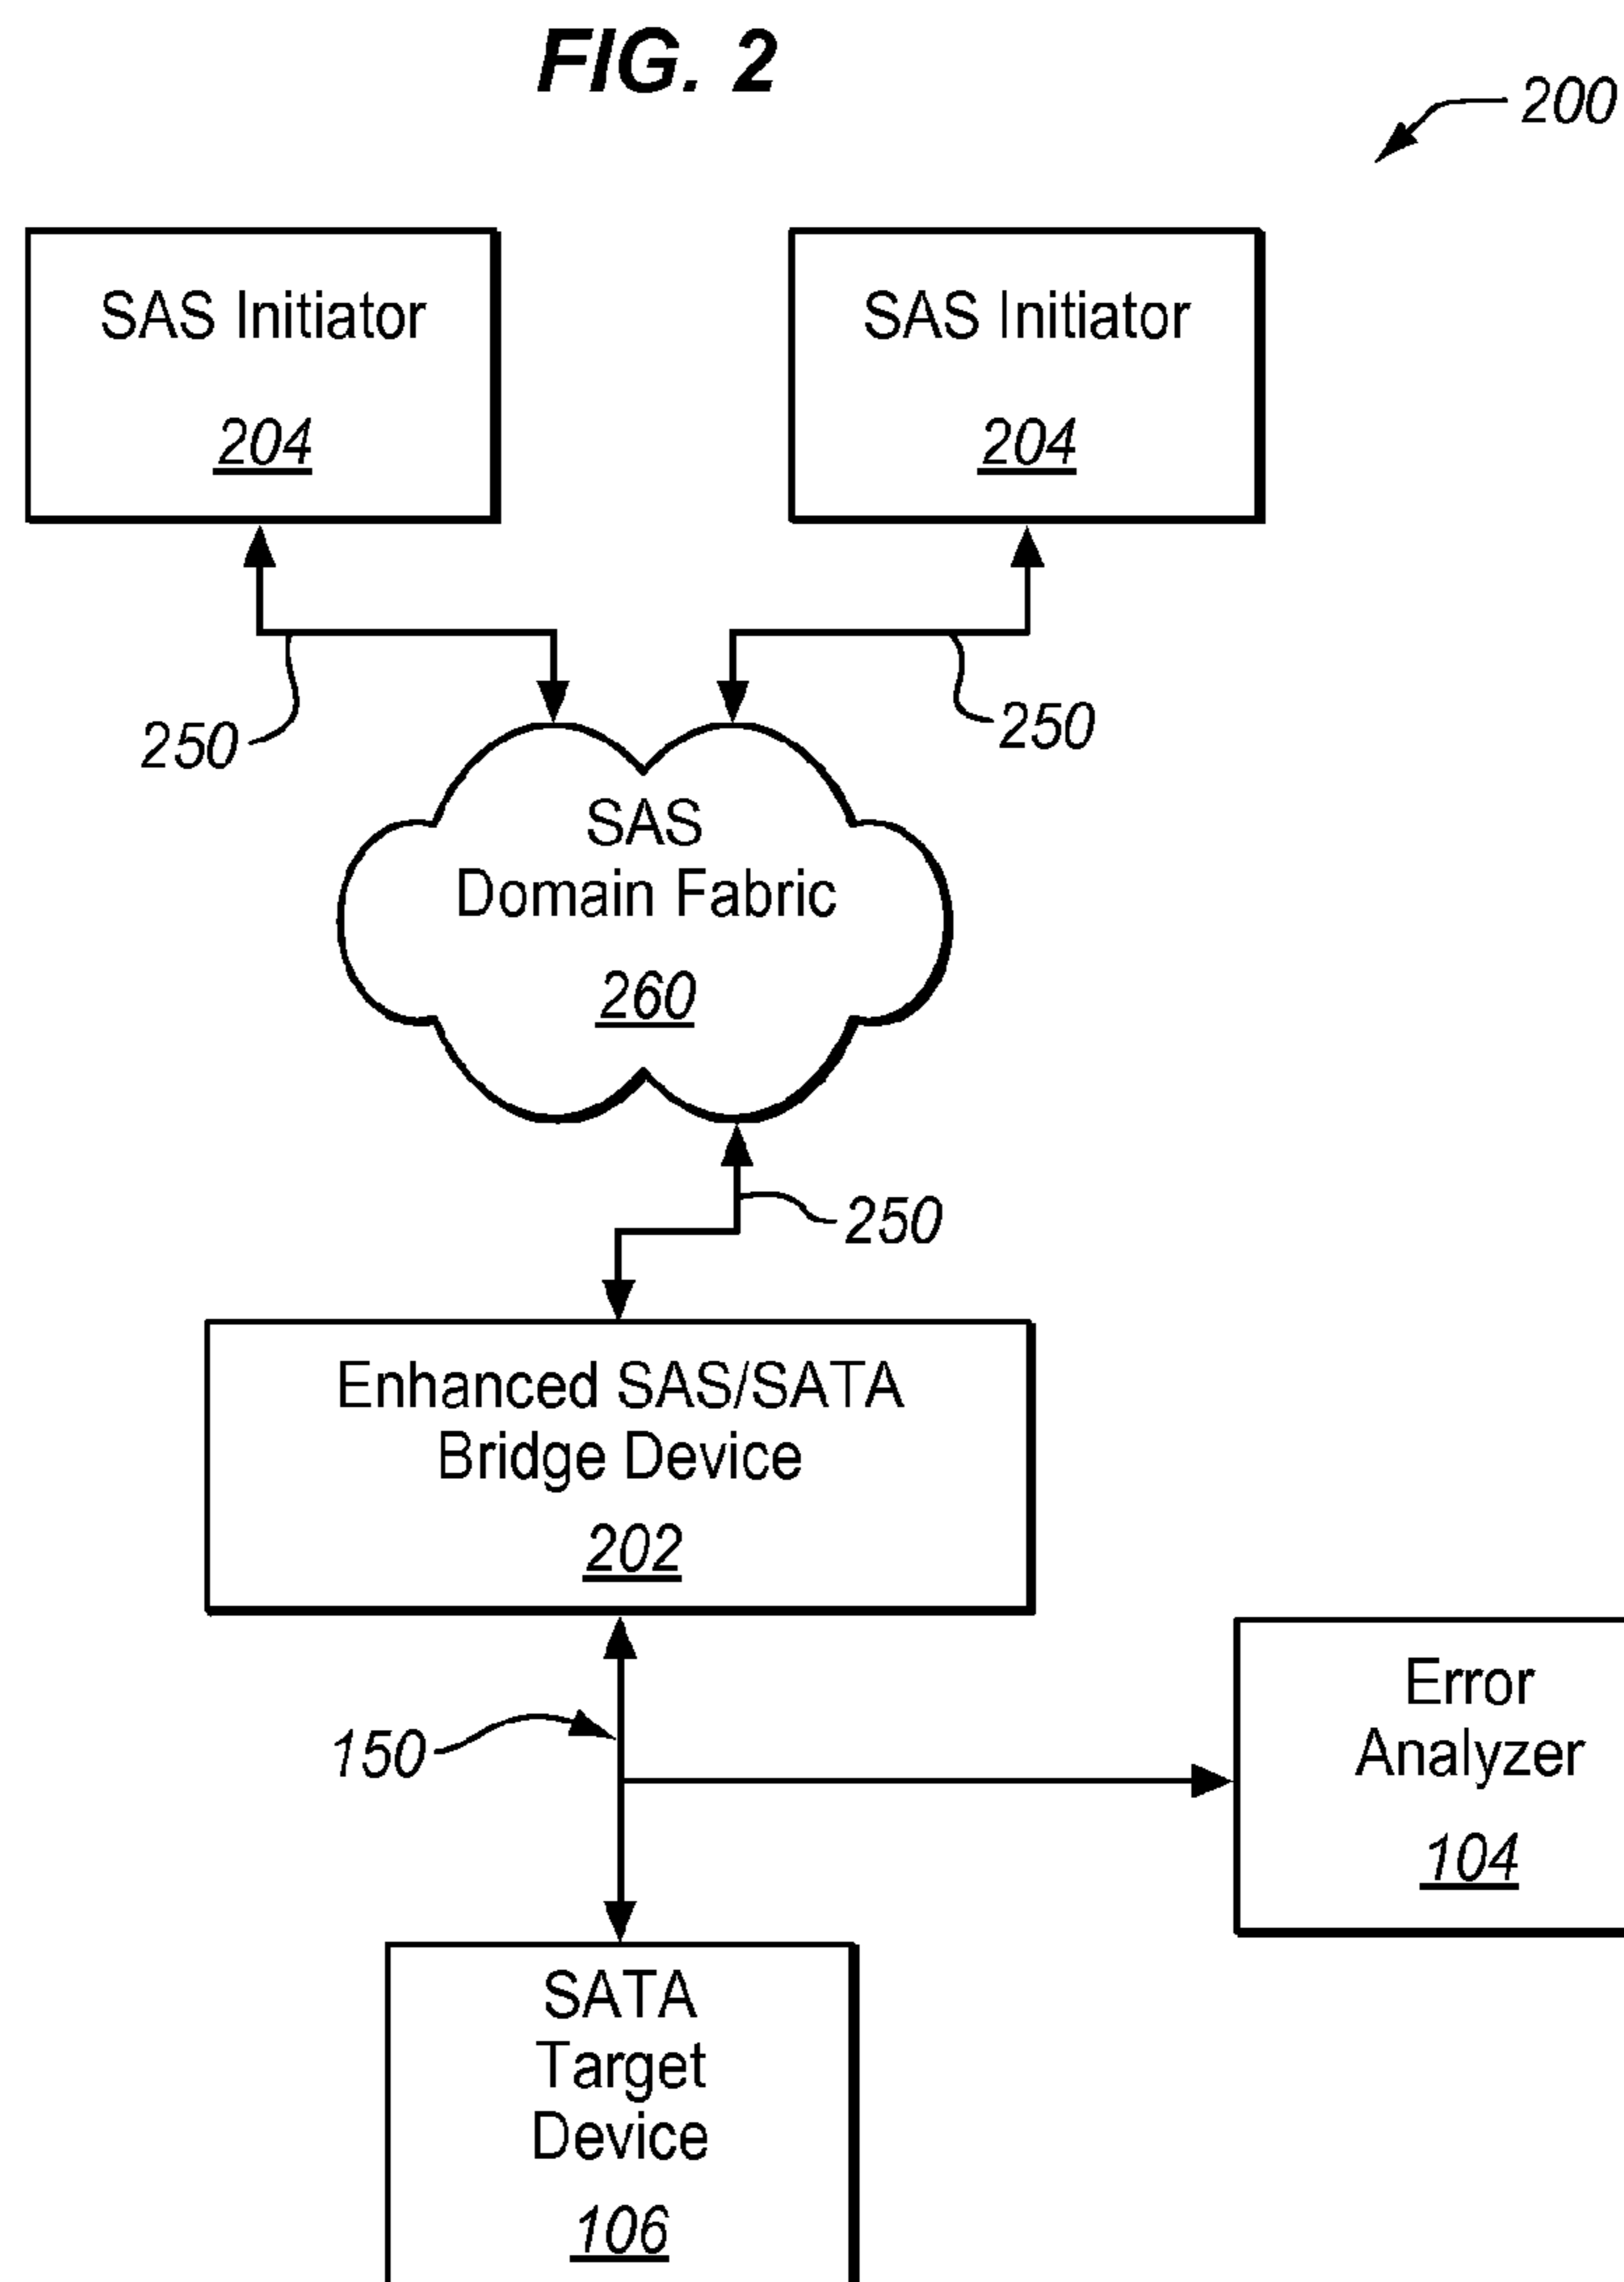 FIG. 2
200
SAS Initiator
204
SAS Initiator
204
250
250
SAS
Domain Fabric
260
250
Enhanced SAS/SATA
Bridge Device
202
150
Error
Analyzer
104
SATA
Target
Device
106